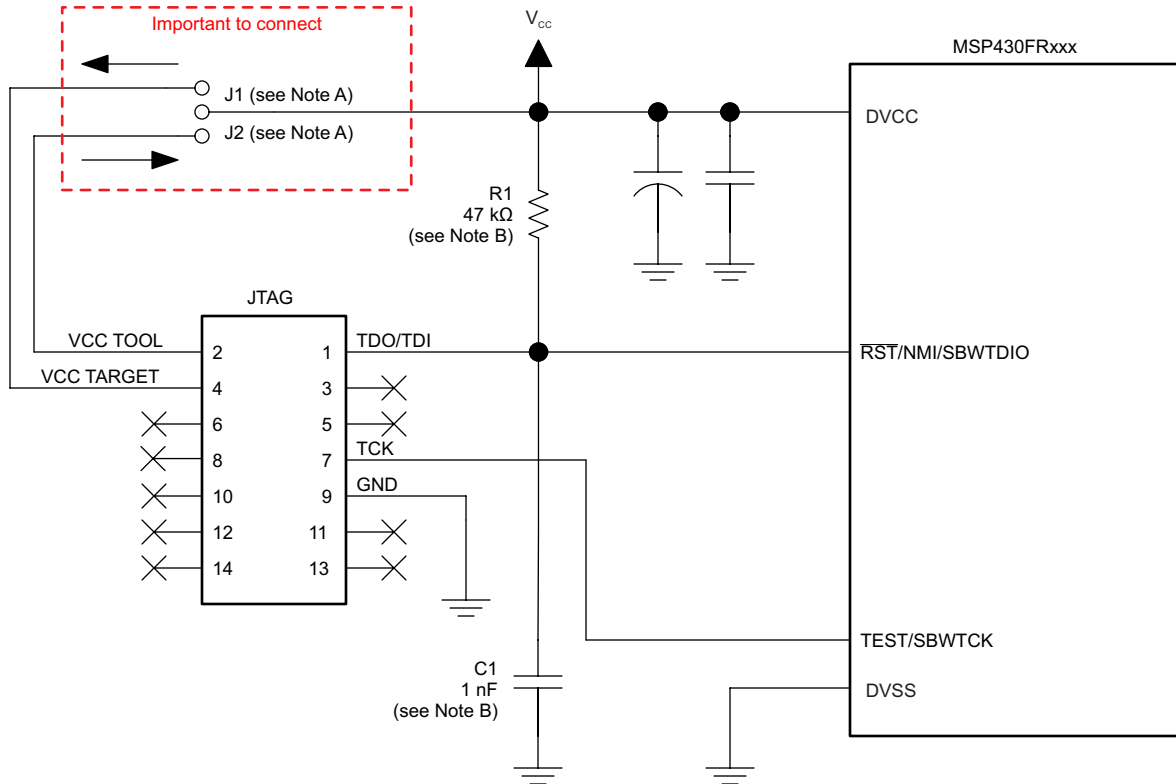 Important to connect
VCC
MSP430FRxxx
J1 (see Note A)
J2 (see Note A)
DVCC
R1
47 kΩ
(see Note B)
JTAG
VCC TOOL
2
1
TDO/TDI
RST/NMI/SBWTDIO
VCC TARGET
4
3
6
5
8
7
TCK
10
9
GND
12
11
14
13
TEST/SBWTCK
C1
1 nF
(see Note B)
DVSS